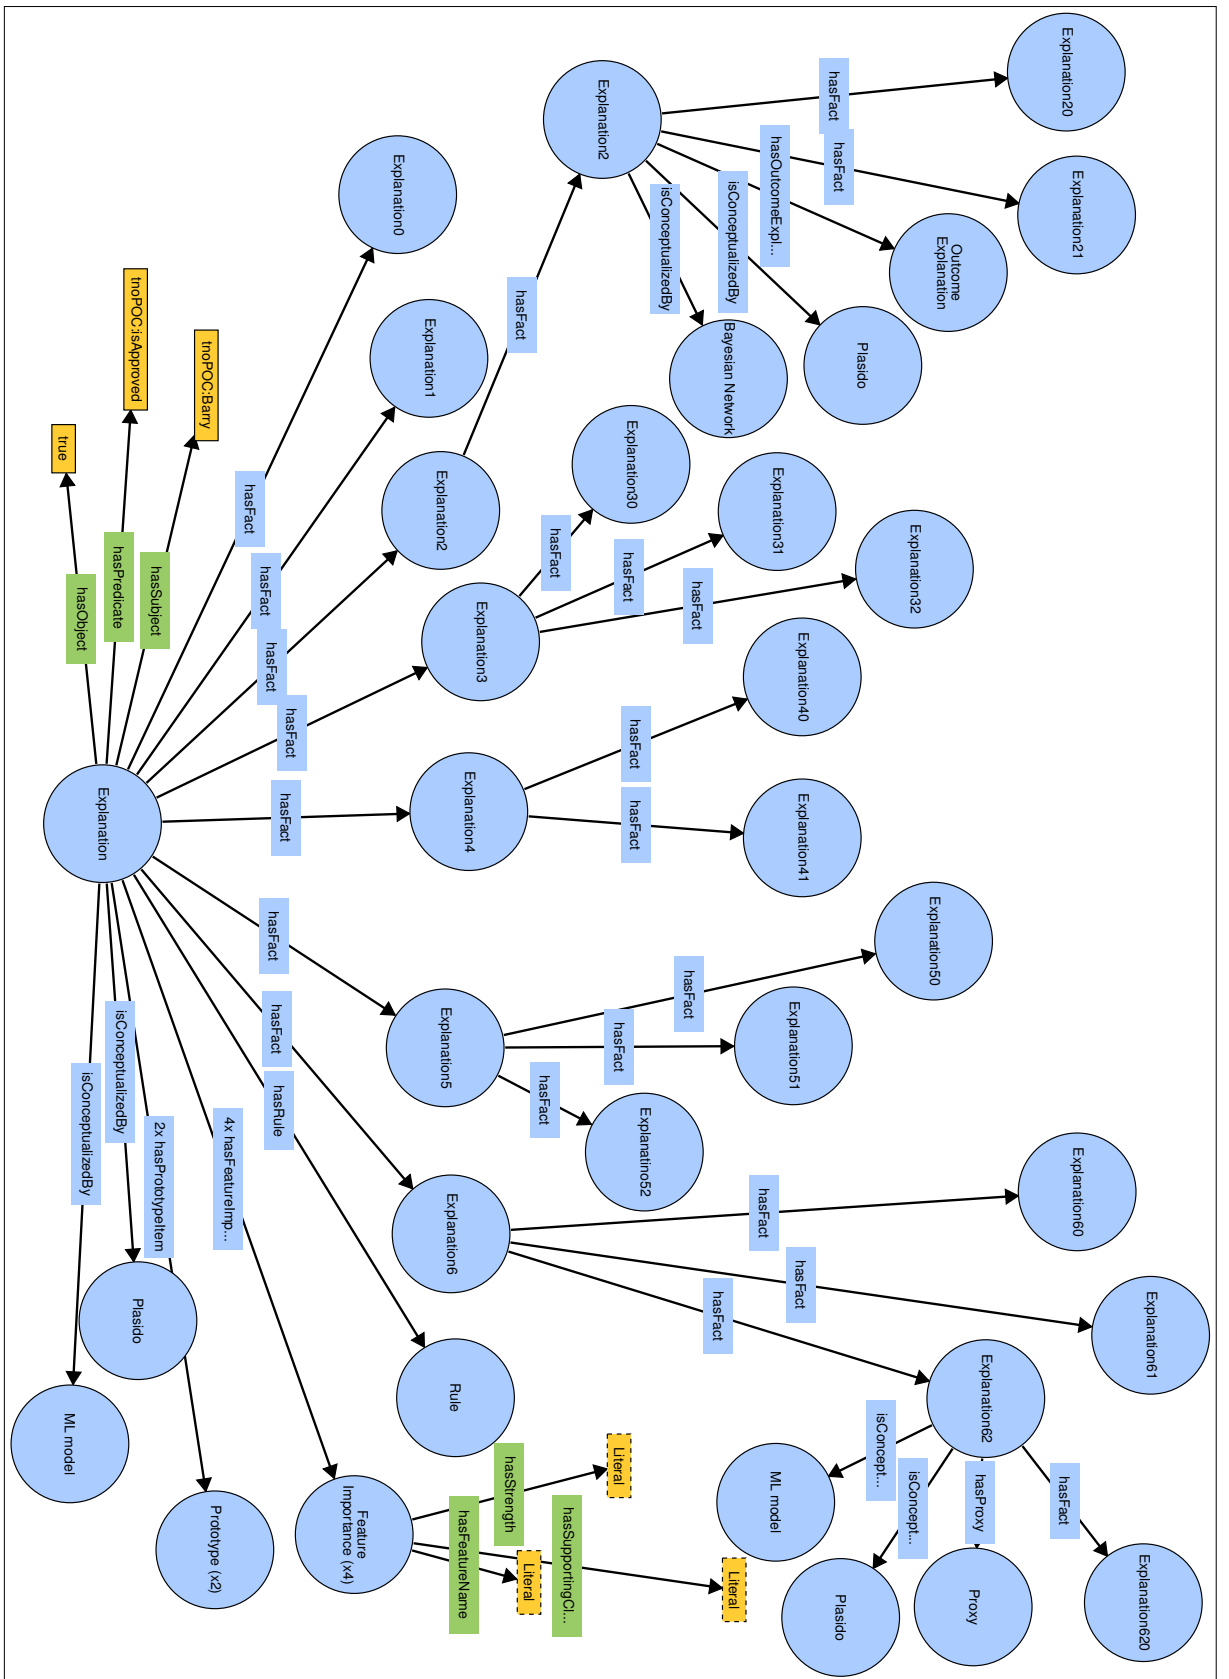 Explanation20
hasFact
Explanation2
Explanation21
hasFact
hasOutcomeExpl...
Outcome
Explanation
isConceptualizedBy
Plasido
isConceptualizedBy
Bayesian Network
hasFact
Explanation0
Explanation1
Explanation2
Explanation30
hasFact
Explanation31
hasFact
Explanation32
hasFact
Explanation3
tnoPOC:isApproved
tnoPOC:Barry
true
hasFact
hasFact
hasFact
hasFact
hasSubject
hasPredicate
hasObject
Explanation40
hasFact
Explanation41
hasFact
Explanation4
hasFact
Explanation
Explanation50
hasFact
Explanation51
hasFact
Explanatino52
hasFact
Explanation5
hasFact
hasFact
hasRule
4x hasFeatureImp...
2x hasPrototypeItem
isConceptualizedBy
isConceptualizedBy
Explanation60
hasFact
Explanation61
hasFact
Explanation62
hasFact
Explanation6
Plasido
ML model
Rule
Prototype (x2)
Feature
Importance (x4)
hasStrength
Literal
hasFeatureName
Literal
hasSupportingCl...
Literal
isConcept...
ML model
isConcept...
Plasido
hasProxy
Proxy
hasFact
Explanation620